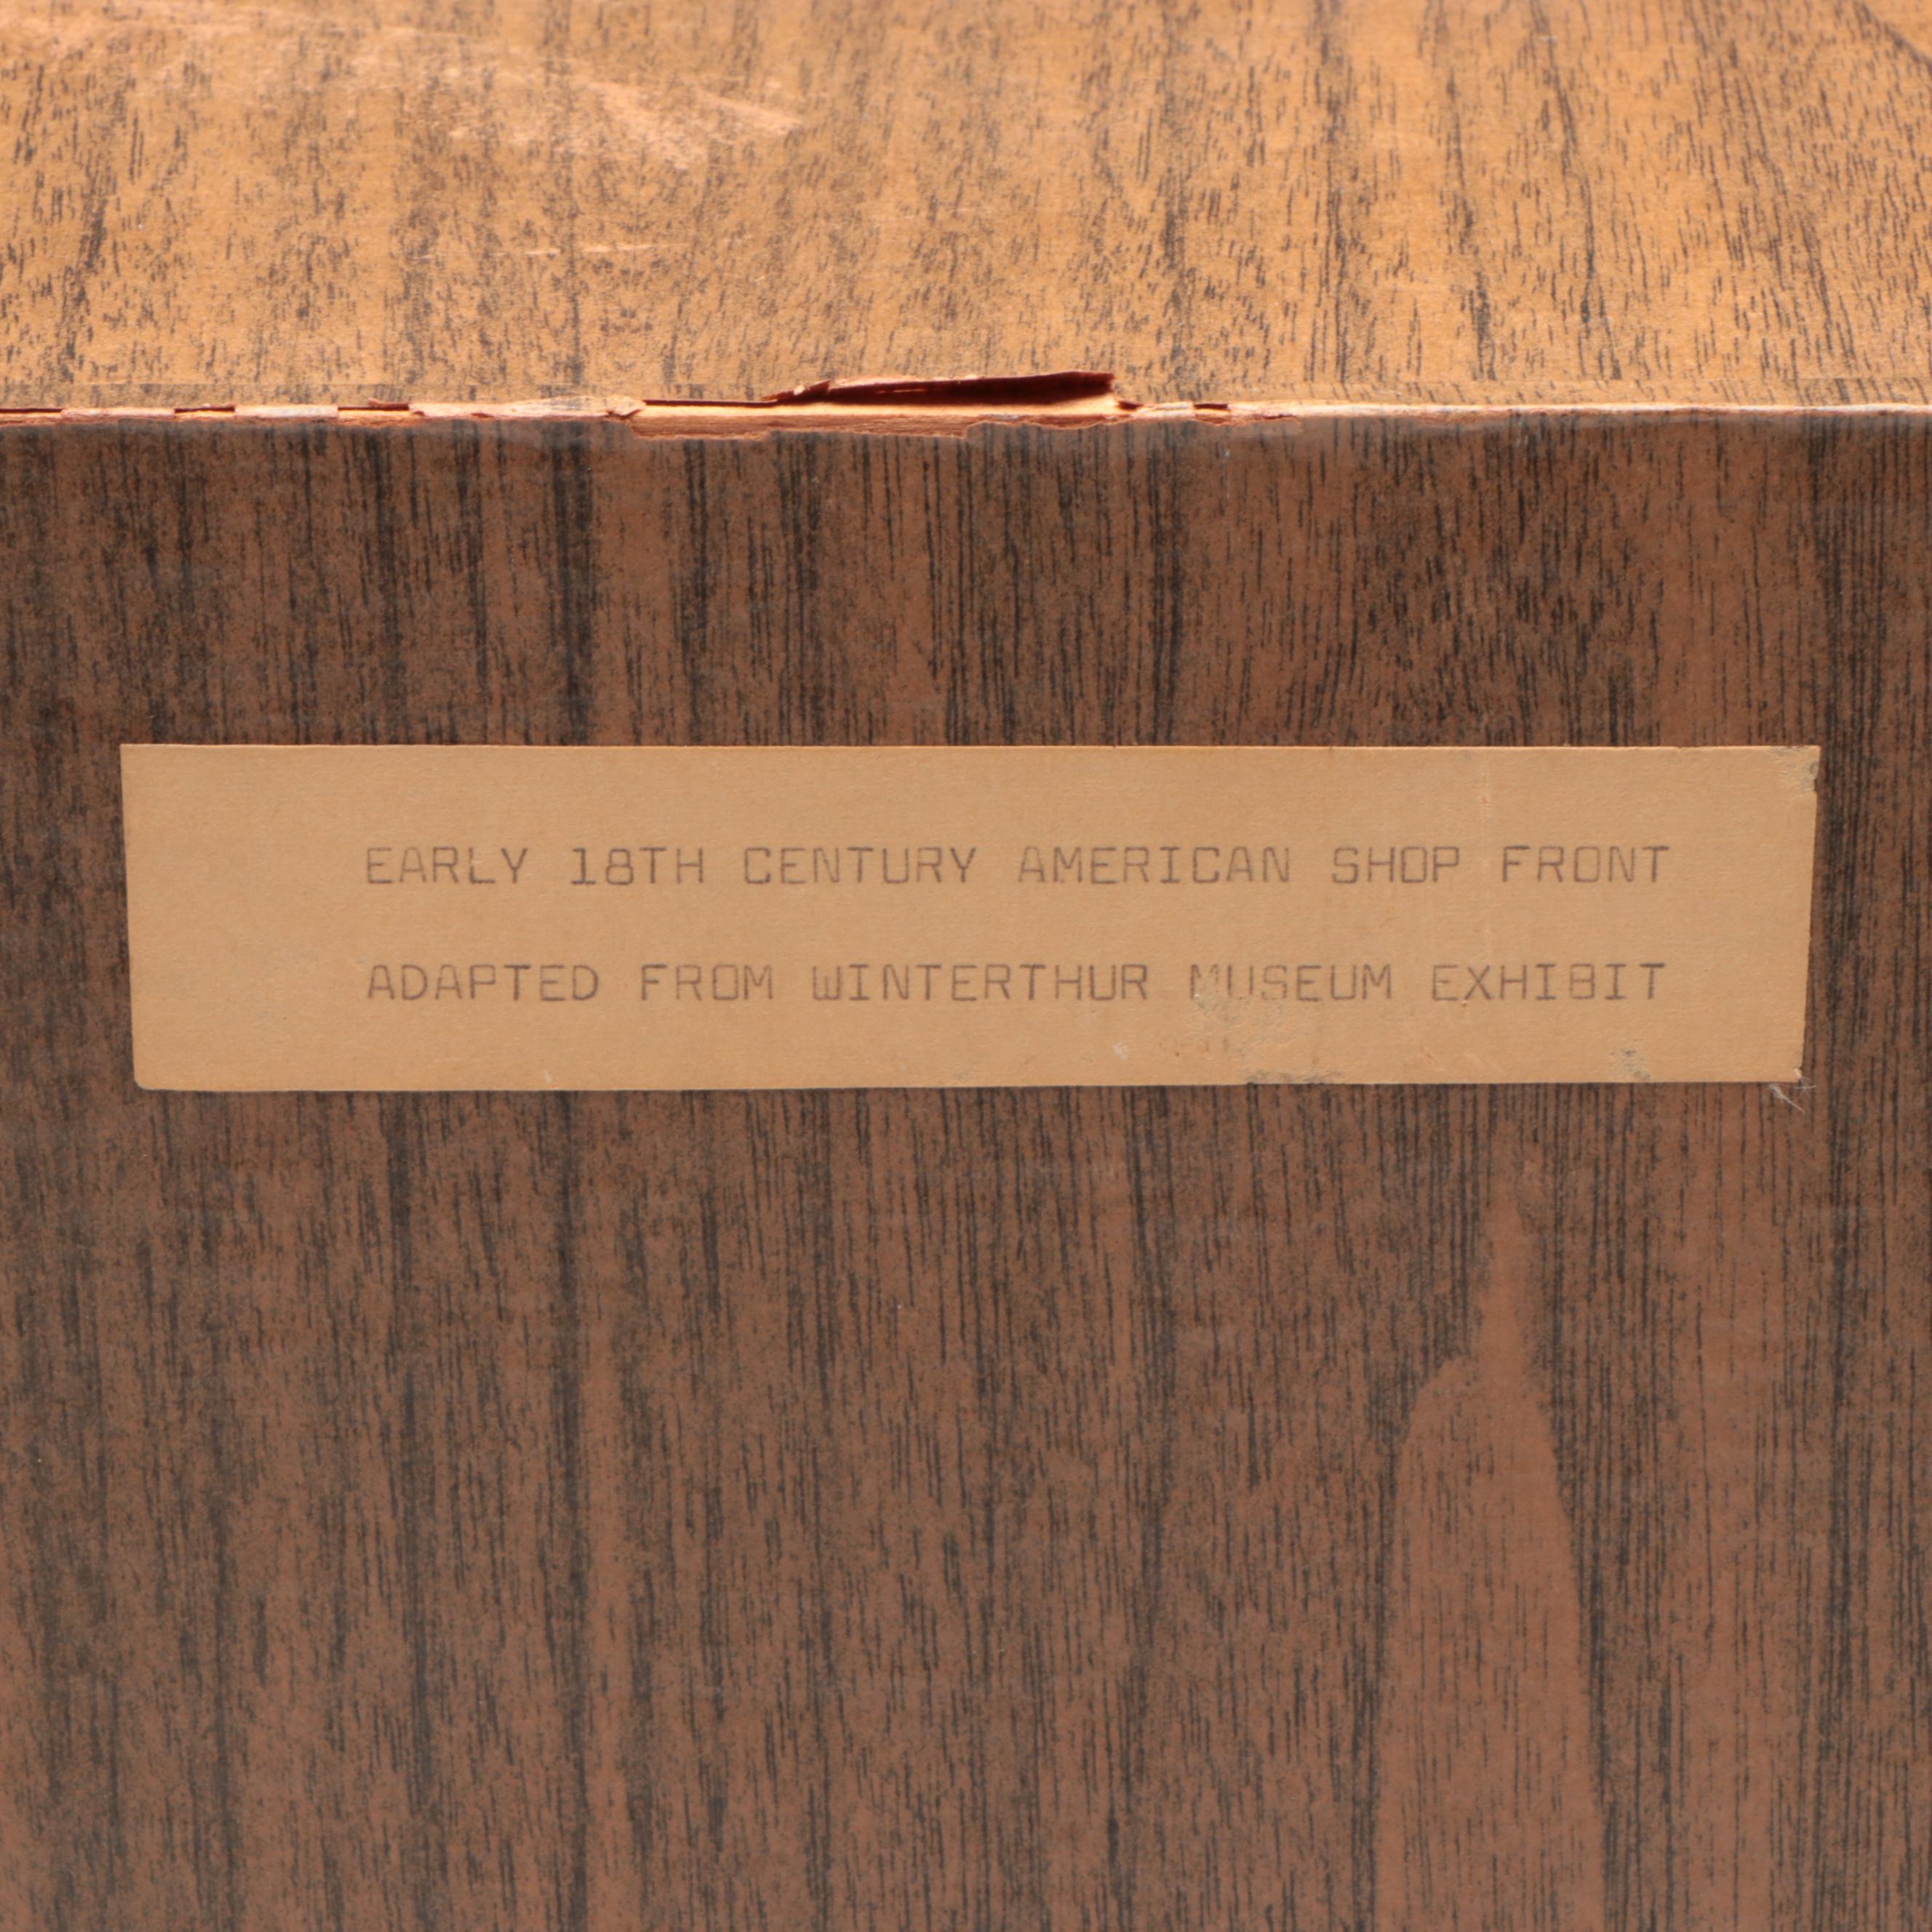 EARLY 18TH CENTURY AMERICAN SHOP FRONT
ADAPTED FROM WINTERTHUR MUSEUM EXHIBIT